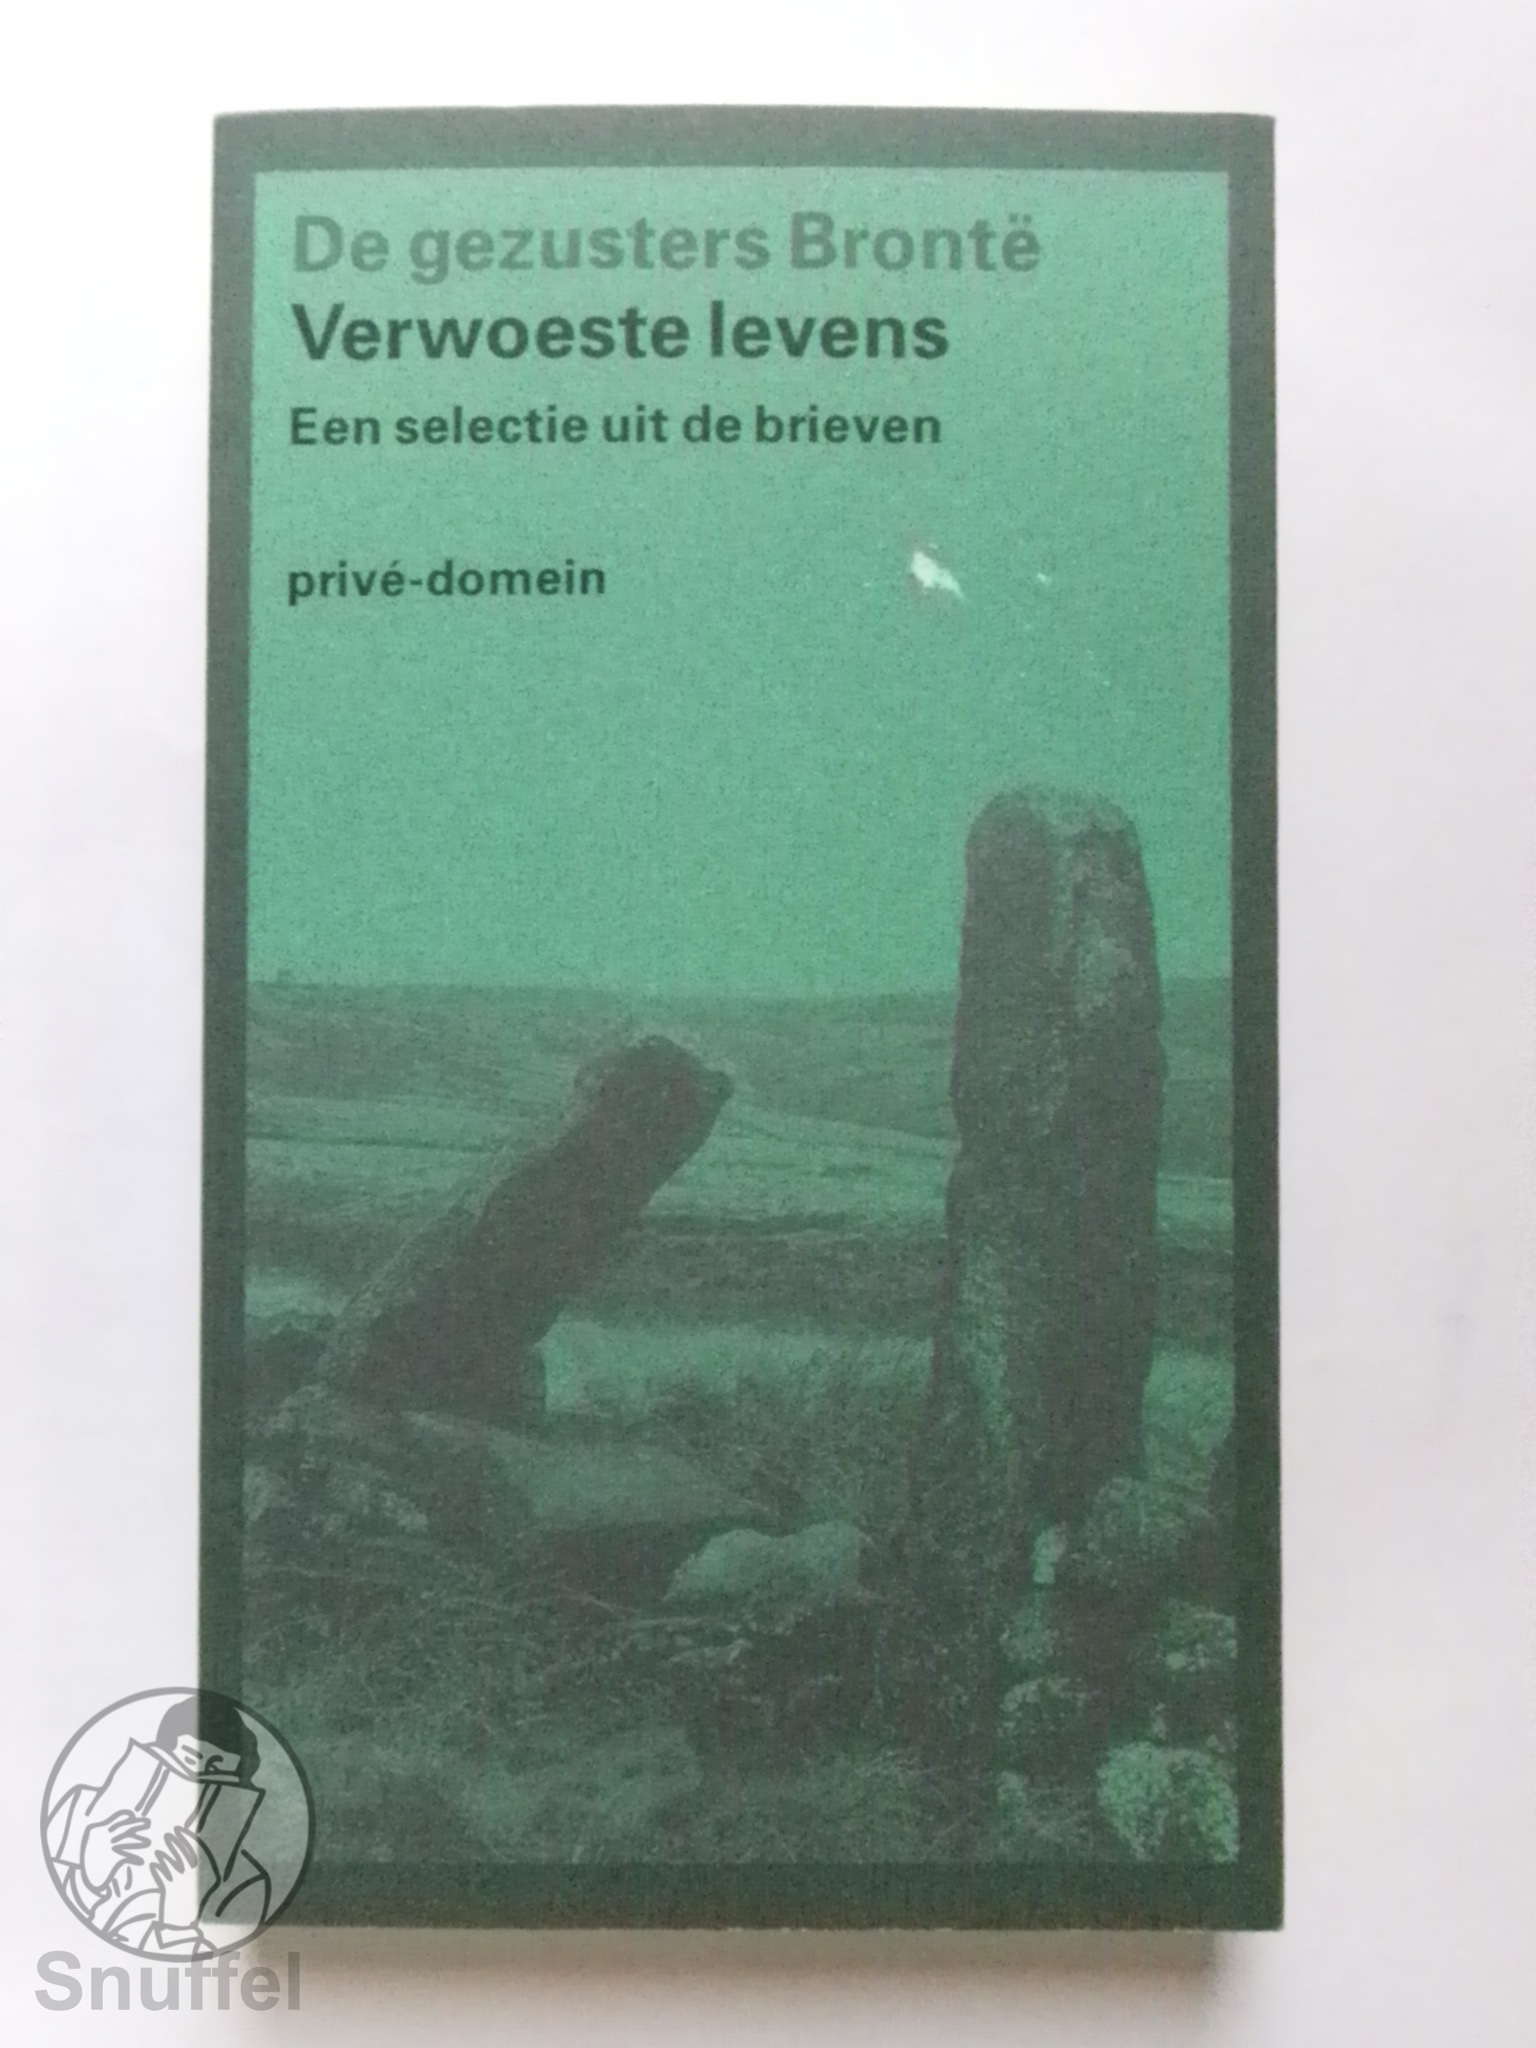 De gezusters Brontë
Verwoeste levens
Een selectie uit de brieven
privé-domein
Snuffel